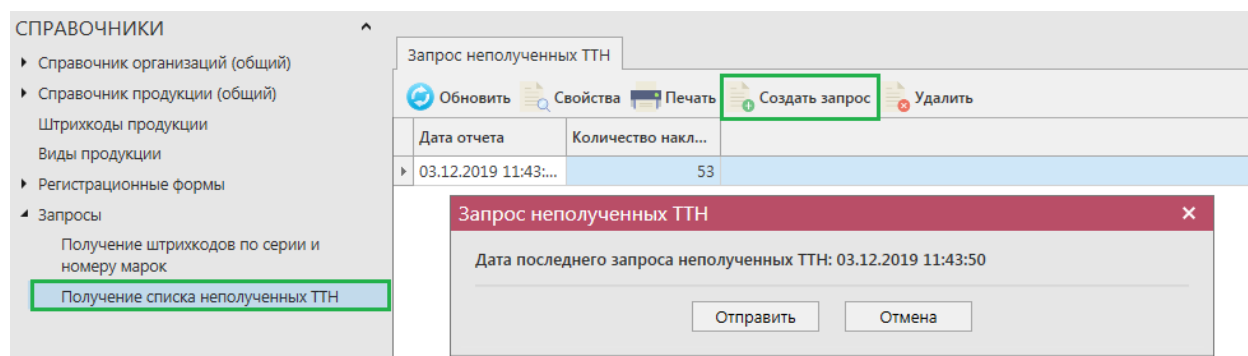 СПРАВОЧНИКИ
Справочник организаций (общий)
Справочник продукции (общий)
Штрихкоды продукции
Виды продукции
Регистрационные формы
Запросы
Получение штрихкодов по серии и
номеру марок
Получение списка неполученных ТТН
Запрос неполученных ТТН
Обновить Свойства Печать Создать запрос Удалить
Дата отчета Количество накл...
03.12.2019 11:43:... 53
Запрос неполученных ТТН
Дата последнего запроса неполученных ТТН: 03.12.2019 11:43:50
Отправить Отмена